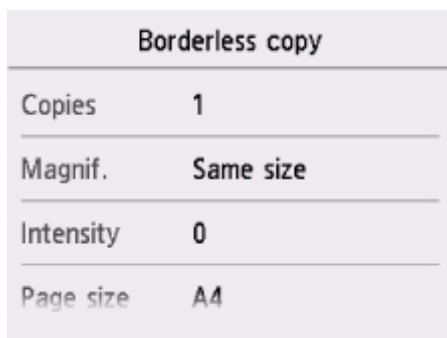 Borderless copy
Copies 1
Magnif. Same size
Intensity 0
Page size A4